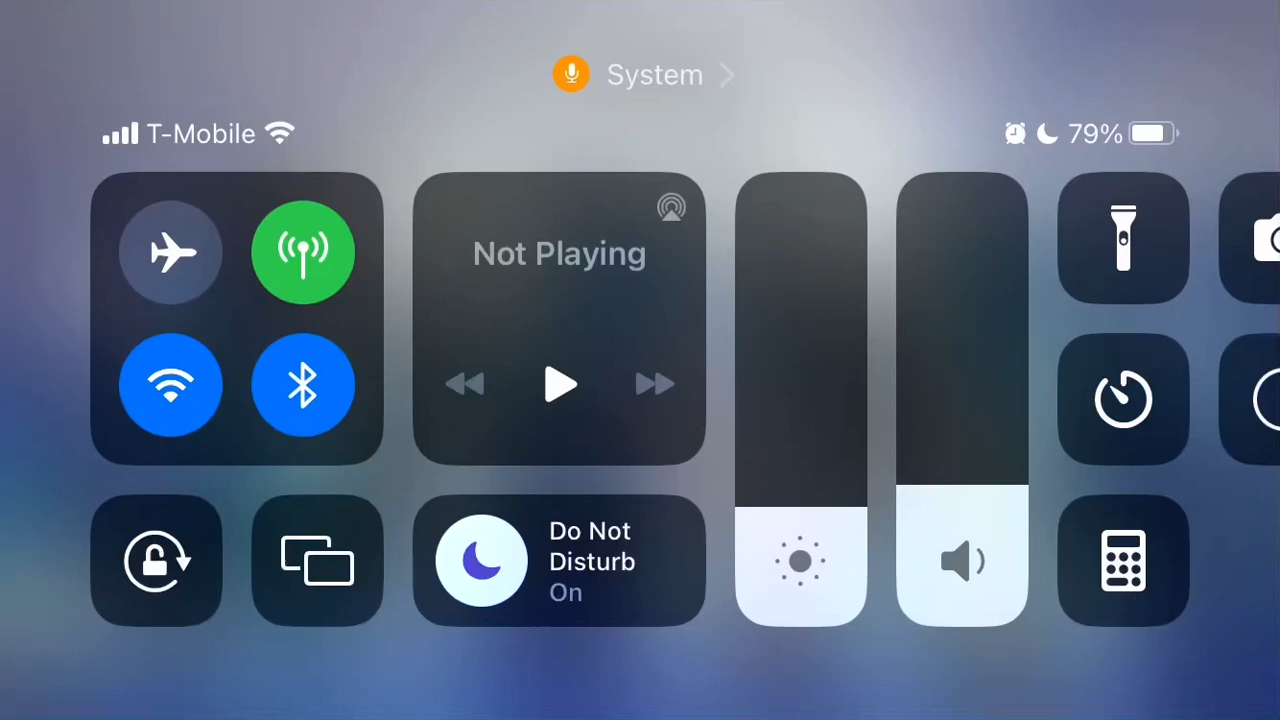 System
T-Mobile
79%
Not Playing
Do Not
Disturb
On